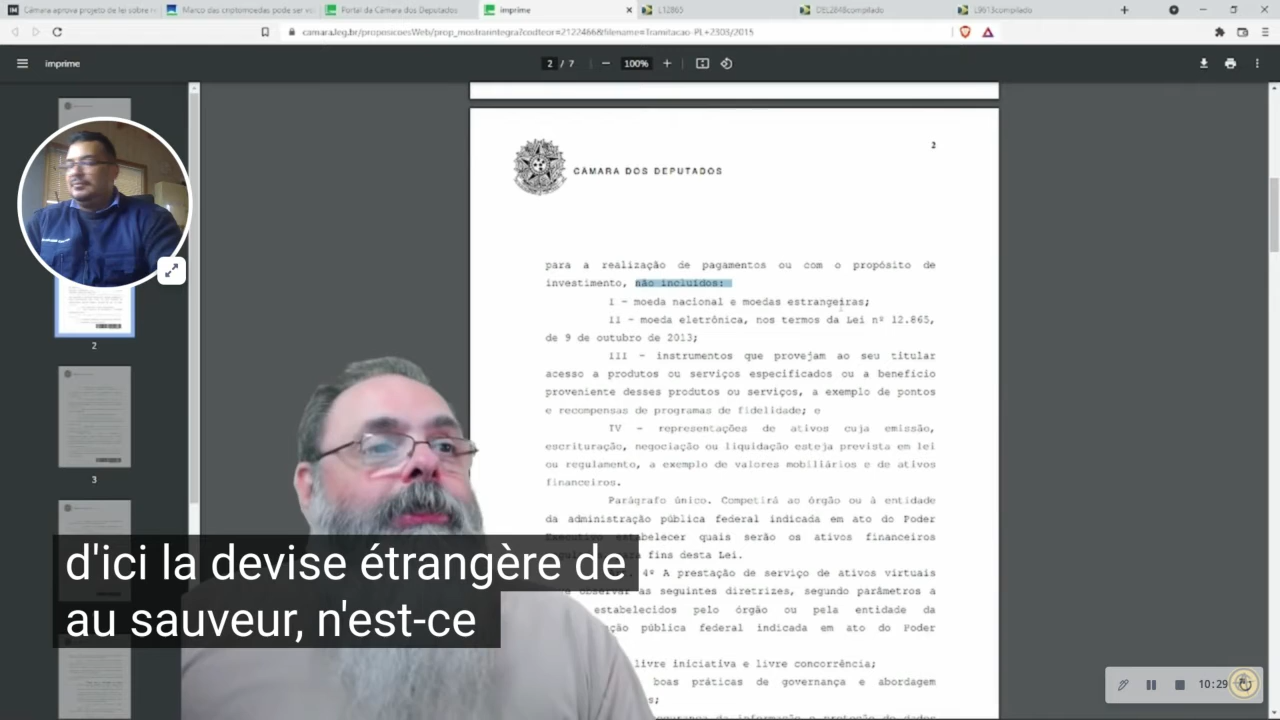 Câmara aprova projeto de lei sobre
Marco das criptomoedas pode ser
Portal da Câmara dos Deputados
imprime
L12865
DEL2848compilado
L9613compilado
camara.leg.br/proposicoesWeb/prop_mostrarintegra?codteor=2122466&filename=Tramitacao-PL+2303/2015
imprime
2 / 7
100%
2
CÂMARA DOS DEPUTADOS
para a realização de pagamentos ou com o propósito de
investimento, não incluídos:
I - moeda nacional e moedas estrangeiras;
II - moeda eletrônica, nos termos da Lei nº 12.865,
de 9 de outubro de 2013;
III - instrumentos que provejam ao seu titular
acesso a produtos ou serviços especificados ou a benefício
proveniente desses produtos ou serviços, a exemplo de pontos
e recompensas de programas de fidelidade; e
IV - representações de ativos cuja emissão,
escrituração, negociação ou liquidação esteja prevista em lei
ou regulamento, a exemplo de valores mobiliários e de ativos
financeiros.
Parágrafo único. Competirá ao órgão ou à entidade
da administração pública federal indicada em ato do Poder
Executivo estabelecer quais serão os ativos financeiros
fins desta Lei.
4º A prestação de serviço de ativos virtuais
observar as seguintes diretrizes, segundo parâmetros a
estabelecidos pelo órgão ou pela entidade da
pública federal indicada em ato do Poder
livre iniciativa e livre concorrência;
boas práticas de governança e abordagem
segurança da informação e proteção de dados
2
3
d'ici la devise étrangère de
au sauveur, n'est-ce
10:29